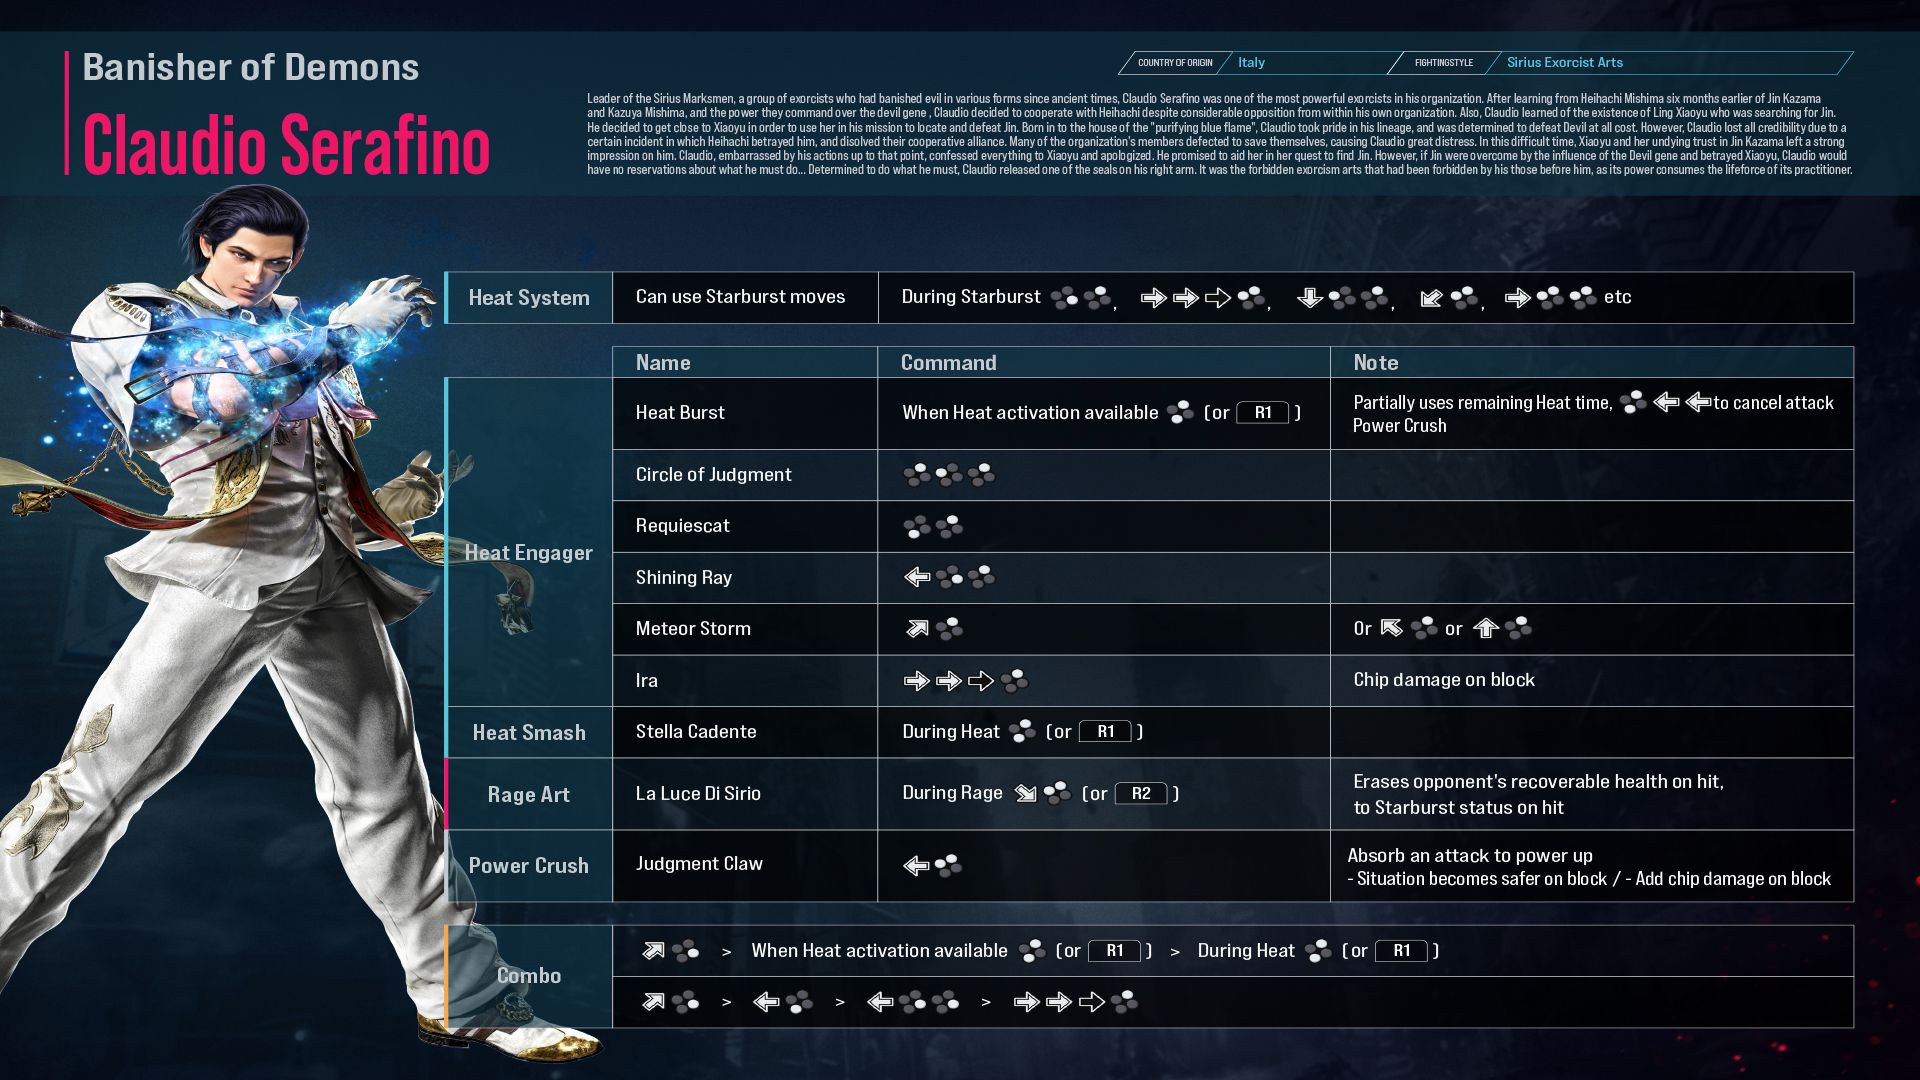 Banisher of Demons
Claudio Serafino
COUNTRY OF ORIGIN Italy FIGHTINGSTYLE Sirius Exorcist Arts
Leader of the Sirius Marksmen, a group of exorcists who had banished evil in various forms since ancient times, Claudio Serafino was one of the most powerful exorcists in his organization. After learning from Heihachi Mishima six months earlier of Jin Kazama
and Kazuya Mishima, and the power they command over the devil gene , Claudio decided to cooperate with Heihachi despite considerable opposition from within his own organization. Also, Claudio learned of the existence of Ling Xiaoyu who was searching for Jin.
He decided to get close to Xiaoyu in order to use her in his mission to locate and defeat Jin. Born in to the house of the "purifying blue flame", Claudio took pride in his lineage, and was determined to defeat Devil at all cost. However, Claudio lost all credibility due to a
certain incident in which Heihachi betrayed him, and disolved their cooperative alliance. Many of the organization's members defected to save themselves, causing Claudio great distress. In this difficult time, Xiaoyu and her undying trust in Jin Kazama left a strong
impression on him. Claudio, embarrassed by his actions up to that point, confessed everything to Xiaoyu and apologized. He promised to aid her in her quest to find Jin. However, if Jin were overcome by the influence of the Devil gene and betrayed Xiaoyu, Claudio would
have no reservations about what he must do... Determined to do what he must, Claudio released one of the seals on his right arm. It was the forbidden exorcism arts that had been forbidden by his those before him, as its power consumes the lifeforce of its practitioner.
Heat System Can use Starburst moves During Starburst , , , , etc
Name Command Note
Heat Engager
Heat Burst When Heat activation available (or R1 ) Partially uses remaining Heat time, to cancel attack
Power Crush
Circle of Judgment
Requiescat
Shining Ray
Meteor Storm Or or
Ira Chip damage on block
Heat Smash Stella Cadente During Heat (or R1 )
Rage Art La Luce Di Sirio During Rage (or R2 ) Erases opponent's recoverable health on hit,
to Starburst status on hit
Power Crush Judgment Claw Absorb an attack to power up
- Situation becomes safer on block / - Add chip damage on block
Combo
> When Heat activation available (or R1 ) > During Heat (or R1 )
> > >